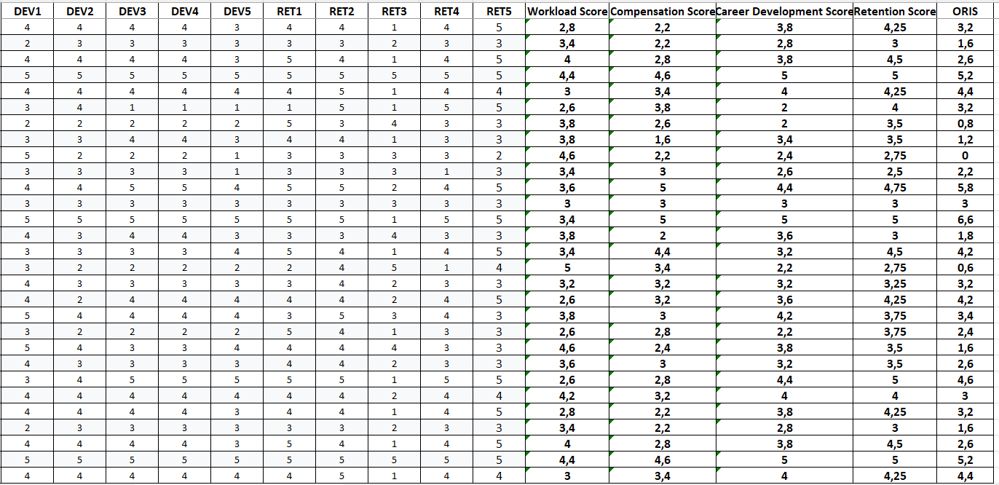 DEV1 DEV2 DEV3 DEV4 DEV5 RET1 RET2 RET3 RET4 RET5 Workload Score Compensation Score Career Development Score Retention Score ORIS
4 4 4 4 3 4 4 1 4 5 2,8 2,2 3,8 4,25 3,2
2 3 3 3 3 3 3 2 3 3 3,4 2,2 2,8 3 1,6
4 4 4 4 3 5 4 1 4 5 4 2,8 3,8 4,5 2,6
5 5 5 5 5 5 5 5 5 5 4,4 4,6 5 5 5,2
4 4 4 4 4 4 5 1 4 4 3 3,4 4 4,25 4,4
3 4 1 1 1 1 5 1 5 5 2,6 3,8 2 4 3,2
2 2 2 2 2 5 3 4 3 3 3,8 2,6 2 3,5 0,8
3 3 4 4 3 4 4 1 3 3 3,8 1,6 3,4 3,5 1,2
5 2 2 2 1 3 3 3 3 2 4,6 2,2 2,4 2,75 0
3 3 3 3 1 3 3 3 1 3 3,4 3 2,6 2,5 2,2
4 4 5 5 4 5 5 2 4 5 3,6 5 4,4 4,75 5,8
3 3 3 3 3 3 3 3 3 3 3 3 3 3 3
5 5 5 5 5 5 5 1 5 5 3,4 5 5 5 6,6
4 3 4 4 3 3 3 4 3 3 3,8 2 3,6 3 1,8
3 3 3 3 4 5 4 1 4 5 3,4 4,4 3,2 4,5 4,2
3 2 2 2 2 2 4 5 1 4 5 3,4 2,2 2,75 0,6
4 3 3 3 3 3 4 2 3 3 3,2 3,2 3,2 3,25 3,2
4 2 4 4 4 4 4 2 4 5 2,6 3,2 3,6 4,25 4,2
5 4 4 4 4 3 5 3 4 3 3,8 3 4,2 3,75 3,4
3 2 2 2 2 5 4 1 3 3 2,6 2,8 2,2 3,75 2,4
5 4 3 3 4 4 4 4 3 3 4,6 2,4 3,8 3,5 1,6
4 3 3 3 3 4 4 2 3 3 3,6 3 3,2 3,5 2,6
3 4 5 5 5 5 5 1 5 5 2,6 2,8 4,4 5 4,6
4 4 4 4 4 4 4 2 4 4 4,2 3,2 4 4 3
4 4 4 4 3 4 4 1 4 5 2,8 2,2 3,8 4,25 3,2
2 3 3 3 3 3 3 2 3 3 3,4 2,2 2,8 3 1,6
4 4 4 4 3 5 4 1 4 5 4 2,8 3,8 4,5 2,6
5 5 5 5 5 5 5 5 5 5 4,4 4,6 5 5 5,2
4 4 4 4 4 4 5 1 4 4 3 3,4 4 4,25 4,4